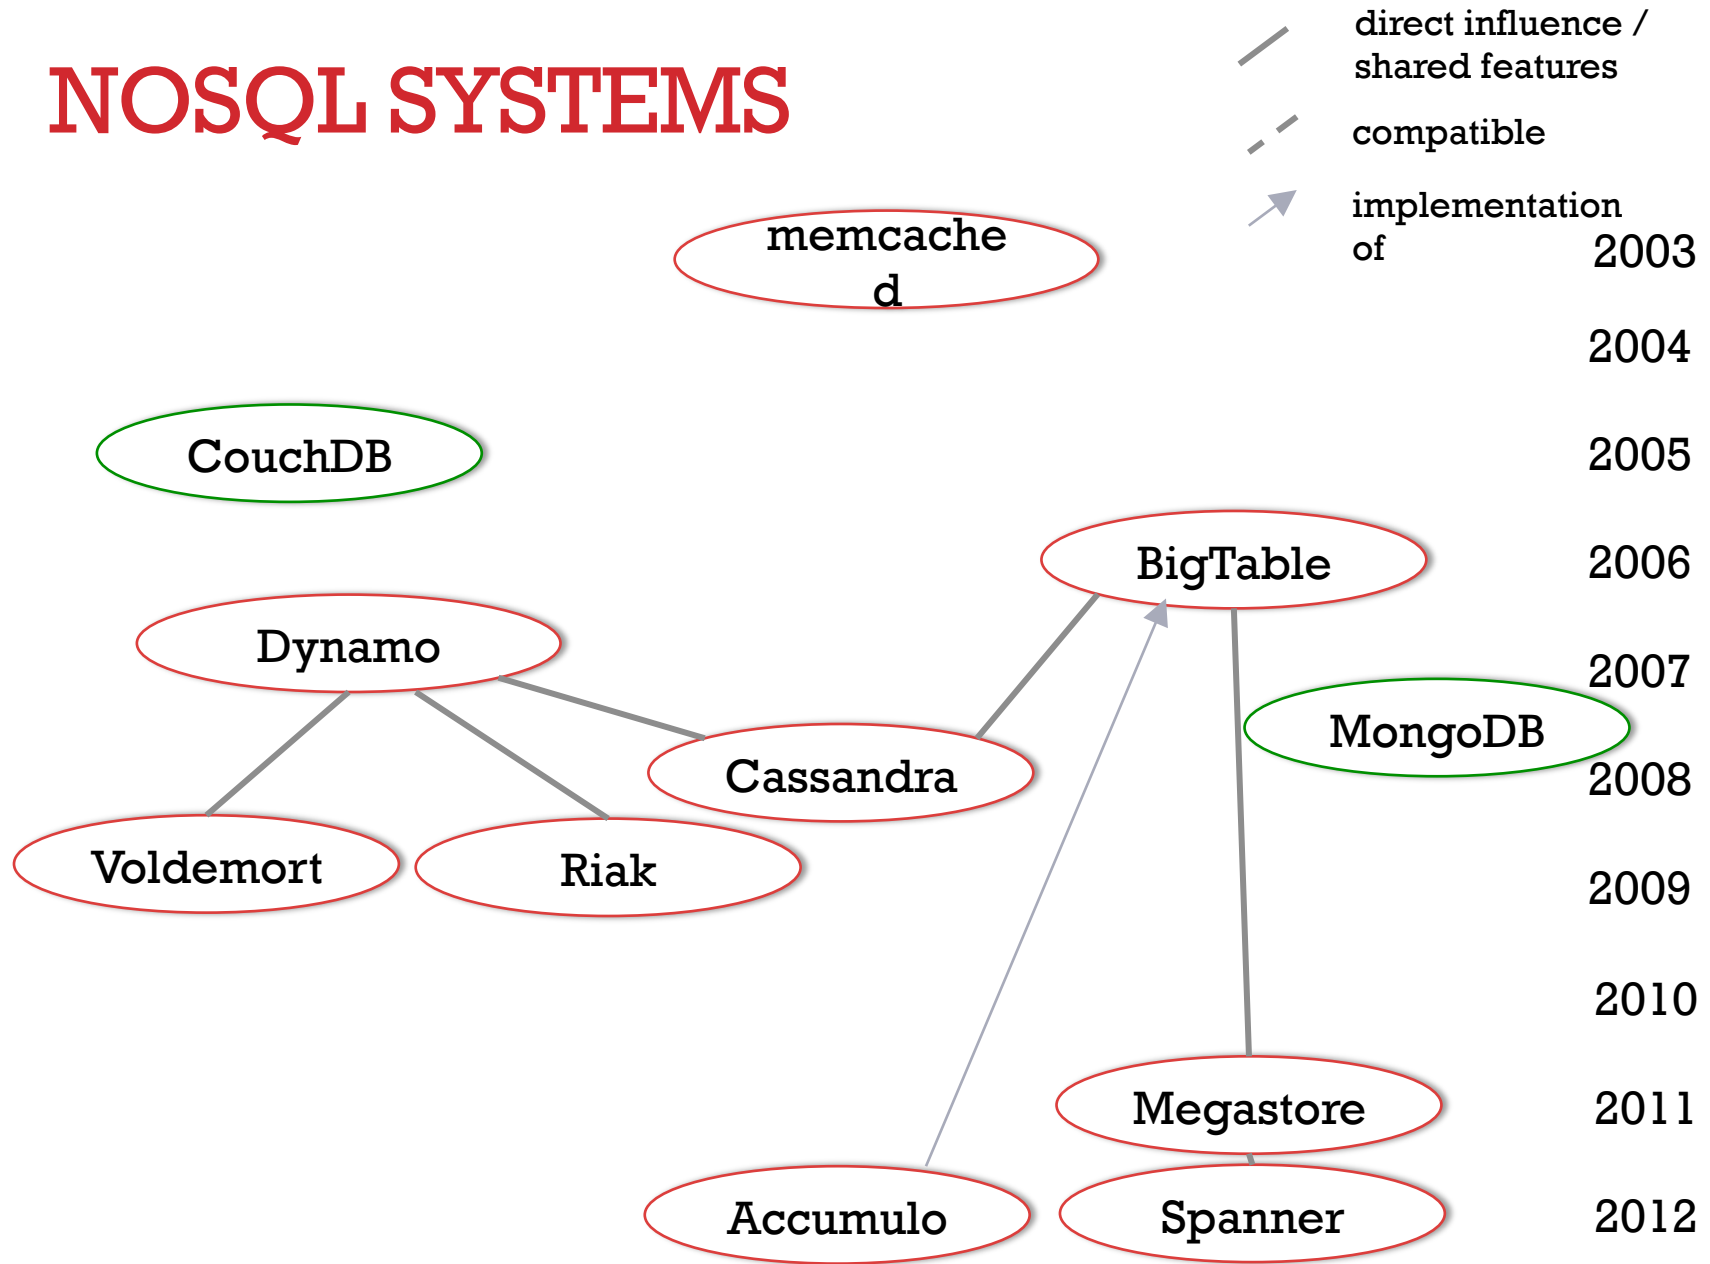 direct influence /
shared features
NOSQL SYSTEMS
compatible
implementation
of
memcache
d
2003
2004
CouchDB
2005
BigTable
2006
Dynamo
2007
MongoDB
Cassandra
2008
Voldemort
Riak
2009
2010
Megastore
2011
Accumulo
Spanner
2012